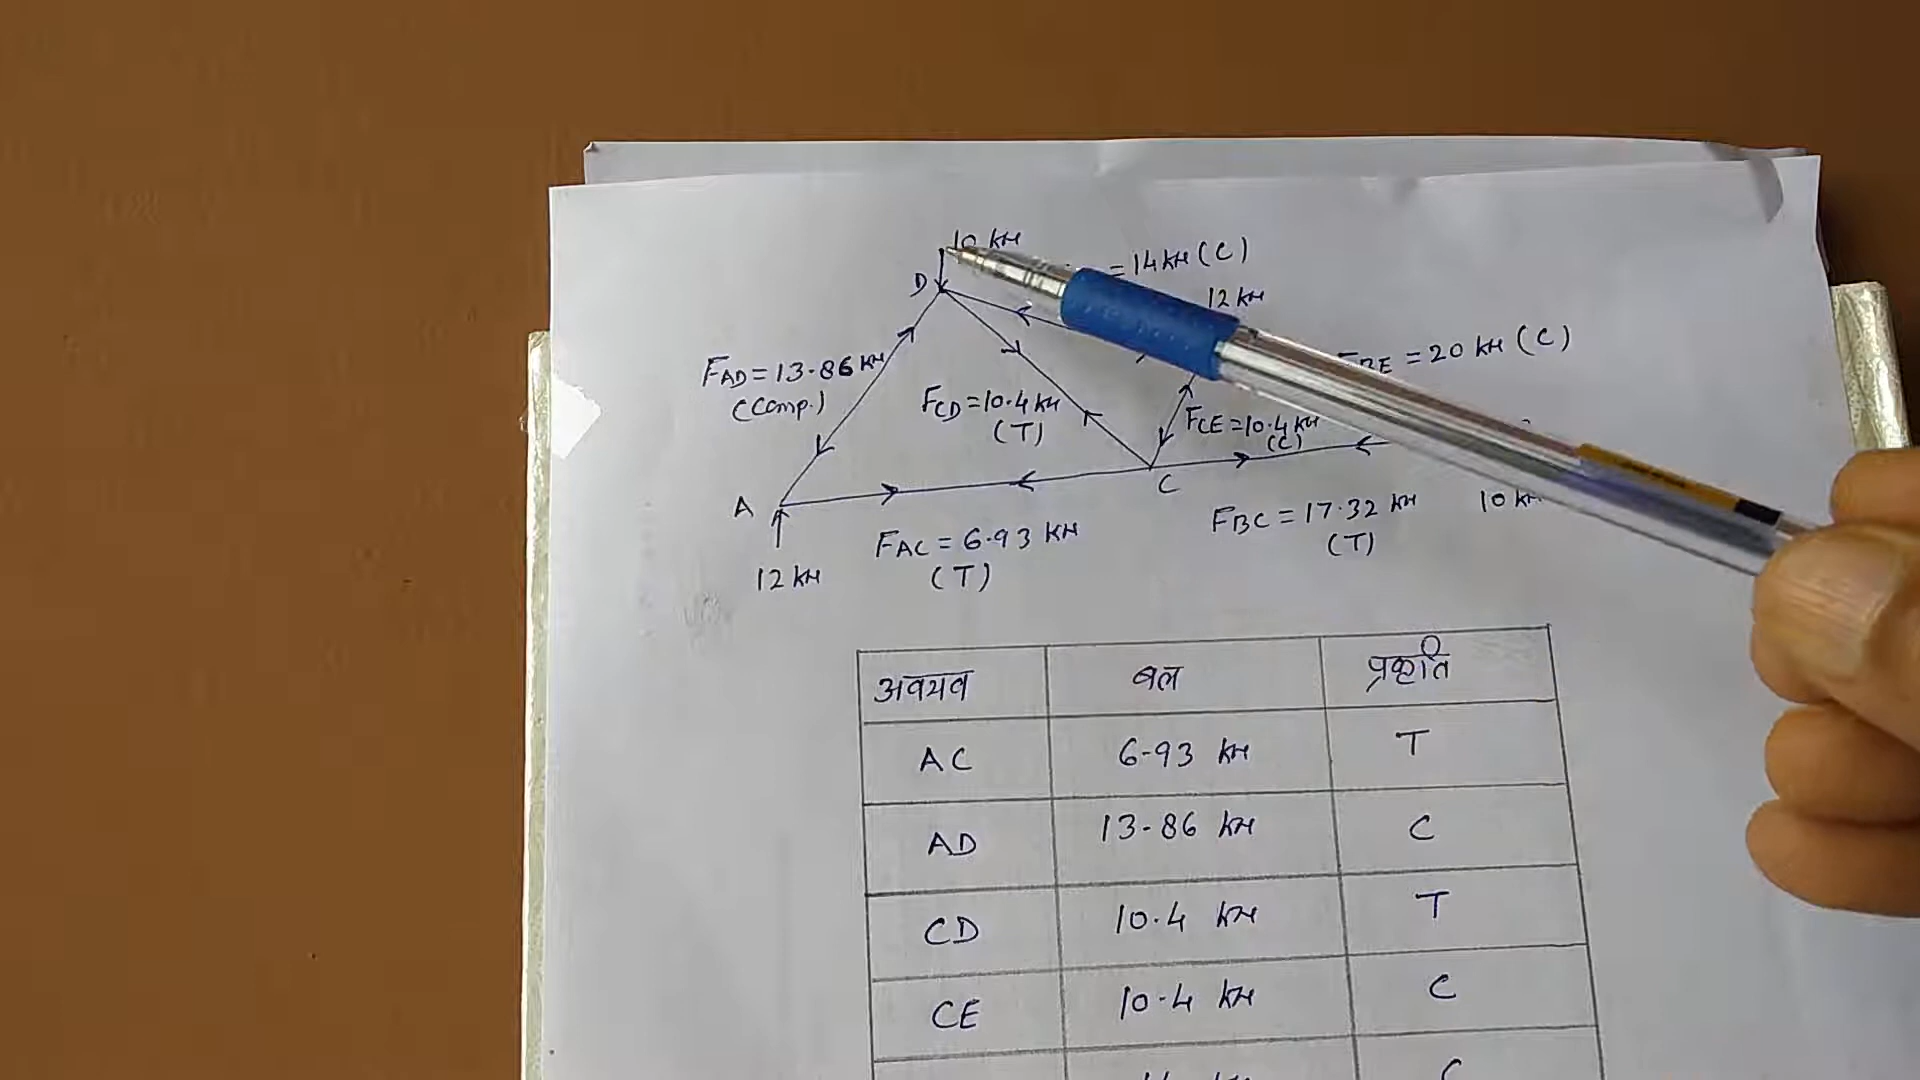 10 KN
D
= 14 KN (C)
12 KN
FAD = 13.86 KN
(Comp.)
= 20 KN (C)
FCD = 10.4 KN
(T)
FCE = 10.4 KN
(C)
A
C
12 KN
FAC = 6.93 KN
(T)
FBC = 17.32 KN
(T)
10 KN
अवयव बल प्रकृति
AC 6.93 KN T
AD 13.86 KN C
CD 10.4 KN T
CE 10.4 KN C